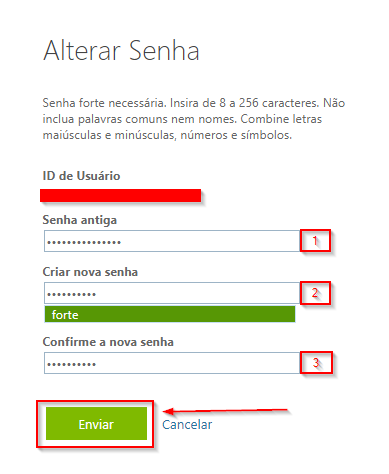 Alterar Senha
Senha forte necessária. Insira de 8 a 256 caracteres. Não
inclua palavras comuns nem nomes. Combine letras
maiúsculas e minúsculas, números e símbolos.
ID de Usuário
Senha antiga
••••••••••••••• 1
Criar nova senha
•••••••••• 2
forte
Confirme a nova senha
•••••••••• 3
Enviar Cancelar